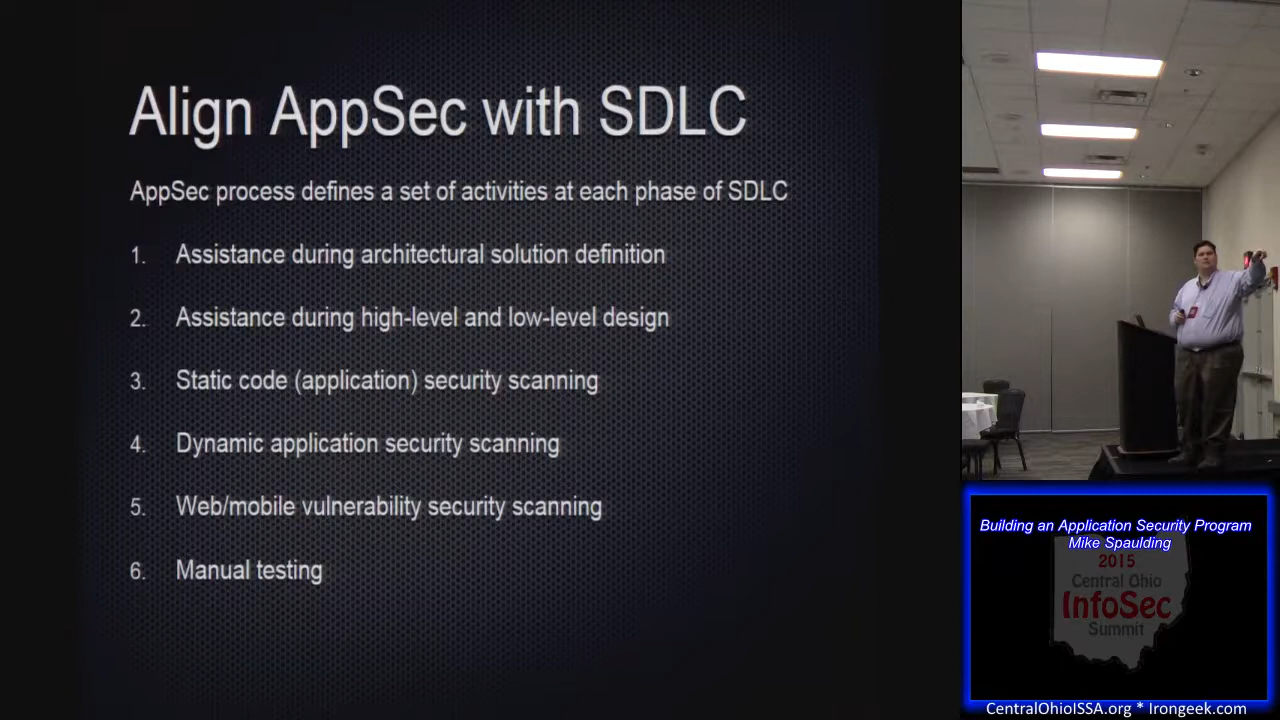 Align AppSec with SDLC
AppSec process defines a set of activities at each phase of SDLC
1. Assistance during architectural solution definition
2. Assistance during high-level and low-level design
3. Static code (application) security scanning
4. Dynamic application security scanning
5. Web/mobile vulnerability security scanning
6. Manual testing
Building an Application Security Program
Mike Spaulding
2015
Central Ohio
InfoSec
Summit
CentralOhioISSA.org * Irongeek.com